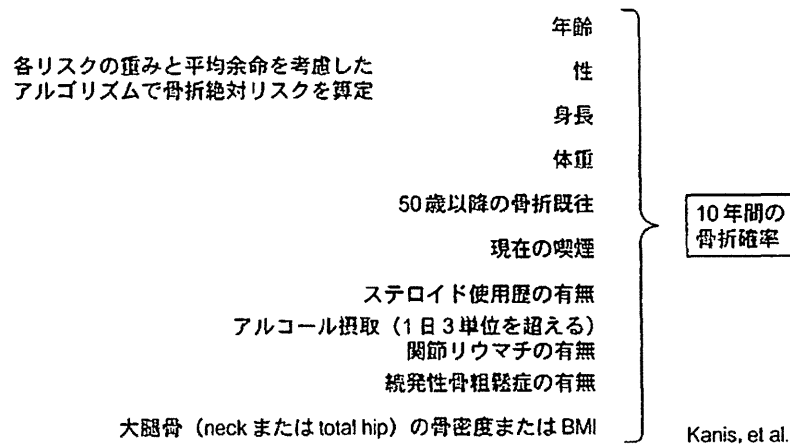 年齢
各リスクの重みと平均余命を考慮した
アルゴリズムで骨折絶対リスクを算定
性
身長
体重
50歳以降の骨折既往
10年間の
骨折確率
現在の喫煙
ステロイド使用歴の有無
アルコール摂取（1日3単位を超える）
関節リウマチの有無
続発性骨粗鬆症の有無
大腿骨（neck または total hip）の骨密度または BMI
Kanis, et al.